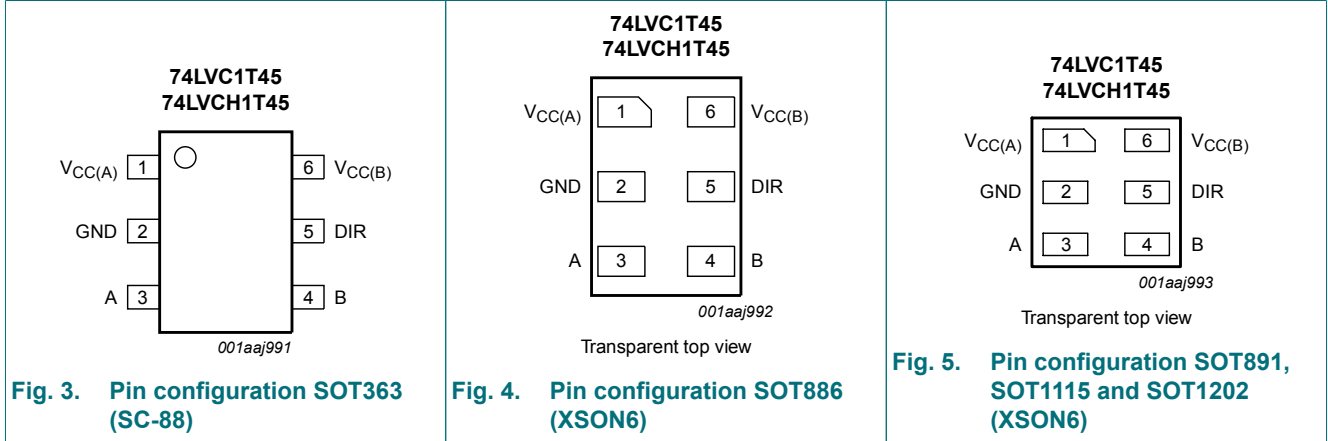 74LVC1T45
74LVCH1T45
VCC(A) 1 6 VCC(B)
GND 2 5 DIR
A 3 4 B
001aaj991
Fig. 3. Pin configuration SOT363
(SC-88)
74LVC1T45
74LVCH1T45
VCC(A) 1 6 VCC(B)
GND 2 5 DIR
A 3 4 B
001aaj992
Transparent top view
Fig. 4. Pin configuration SOT886
(XSON6)
74LVC1T45
74LVCH1T45
VCC(A) 1 6 VCC(B)
GND 2 5 DIR
A 3 4 B
001aaj993
Transparent top view
Fig. 5. Pin configuration SOT891,
SOT1115 and SOT1202
(XSON6)